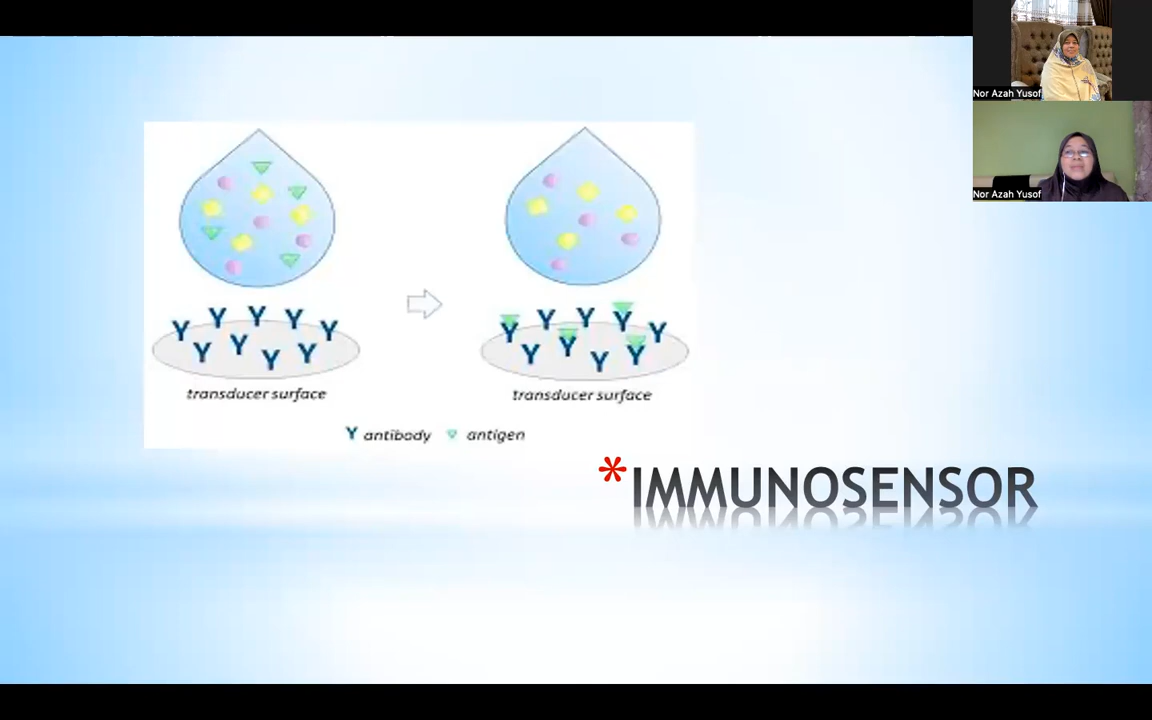 Nor Azah Yusof
Nor Azah Yusof
Y Y Y Y Y Y Y Y Y
Y Y Y Y Y Y Y Y Y
transducer surface
transducer surface
Y antibody antigen
*IMMUNOSENSOR